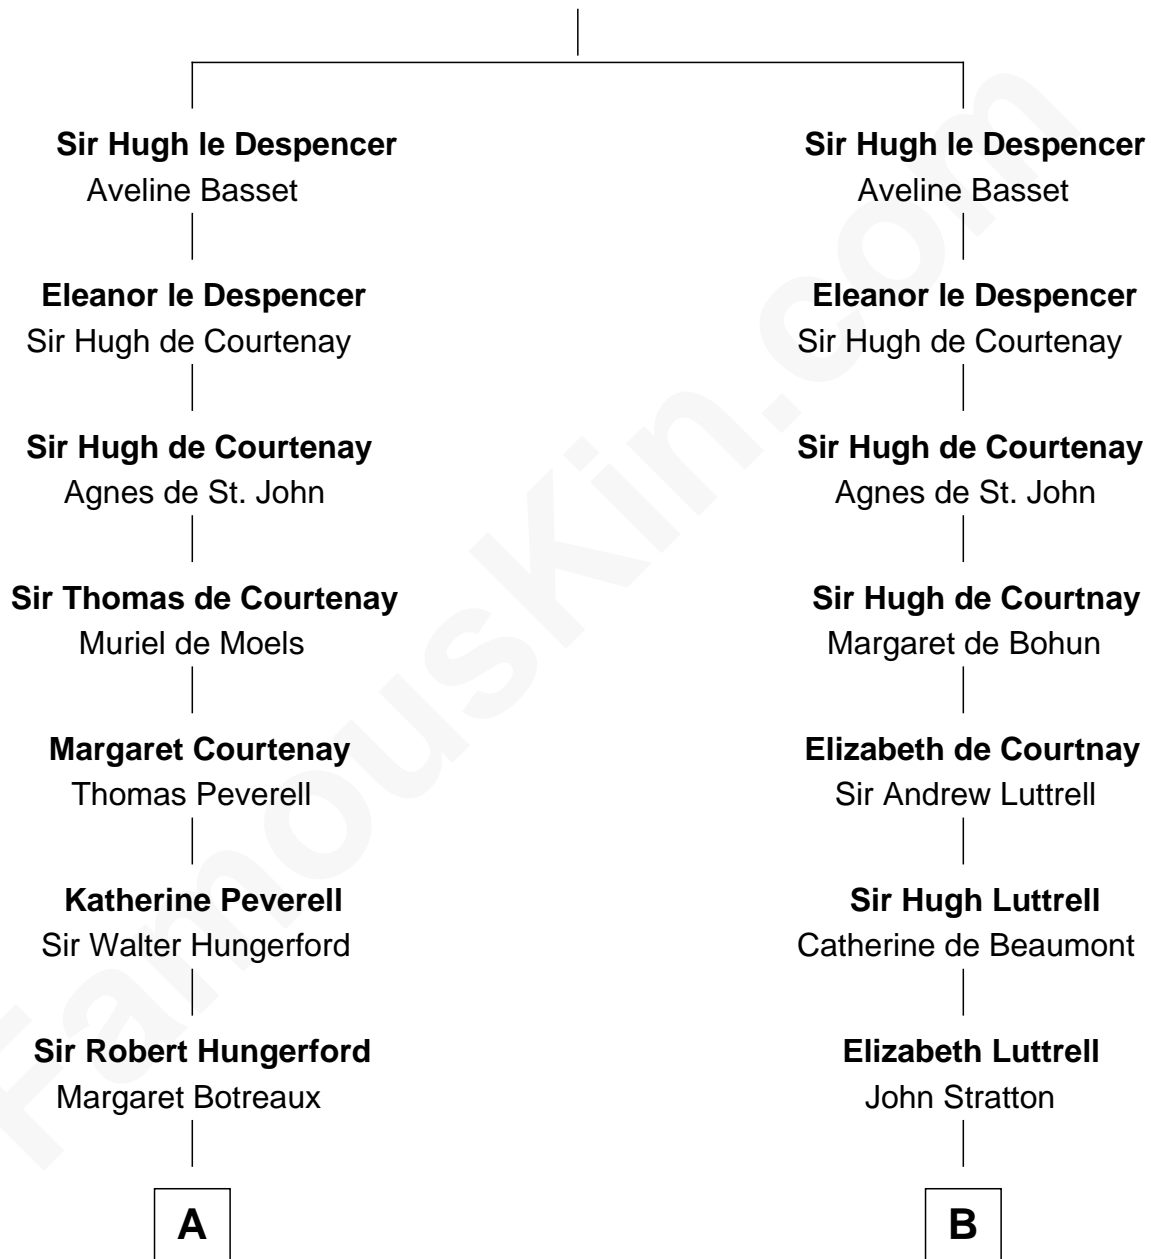 Sir Hugh le Despencer
Aveline Basset
Eleanor le Despencer
Sir Hugh de Courtenay
Sir Hugh de Courtenay
Agnes de St. John
Sir Thomas de Courtenay
Muriel de Moels
Margaret Courtenay
Thomas Peverell
Katherine Peverell
Sir Walter Hungerford
Sir Robert Hungerford
Margaret Botreaux
A
Sir Hugh le Despencer
Aveline Basset
Eleanor le Despencer
Sir Hugh de Courtenay
Sir Hugh de Courtenay
Agnes de St. John
Sir Hugh de Courtnay
Margaret de Bohun
Elizabeth de Courtnay
Sir Andrew Luttrell
Sir Hugh Luttrell
Catherine de Beaumont
Elizabeth Luttrell
John Stratton
B
FamousKin.com